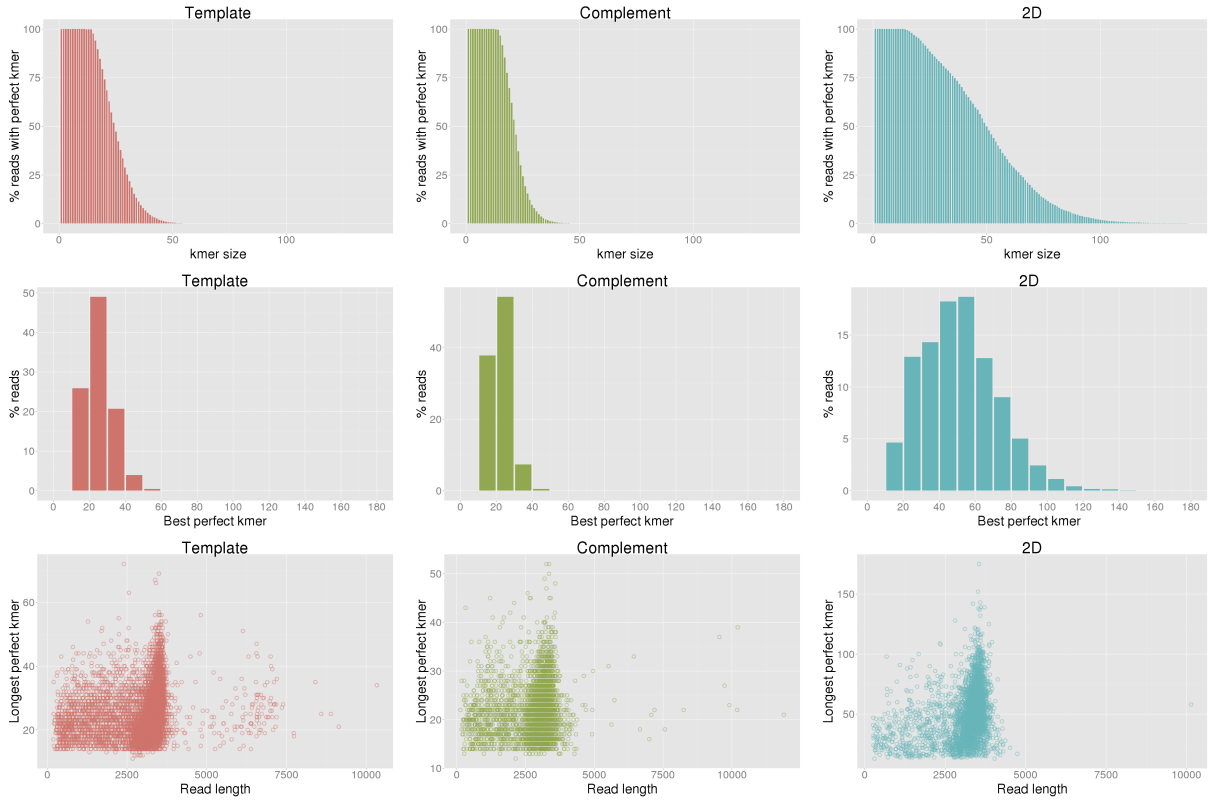 Template
Complement
2D
% reads with perfect kmer
100
75
50
25
0
0 50 100
kmer size
% reads with perfect kmer
100
75
50
25
0
0 50 100
kmer size
% reads with perfect kmer
100
75
50
25
0
0 50 100
kmer size
Template
Complement
2D
% reads
50
40
30
20
10
0
0 20 40 60 80 100 120 140 160 180
Best perfect kmer
% reads
40
20
0
0 20 40 60 80 100 120 140 160 180
Best perfect kmer
% reads
15
10
5
0
0 20 40 60 80 100 120 140 160 180
Best perfect kmer
Template
Complement
2D
Longest perfect kmer
60
40
20
0 2500 5000 7500 10000
Read length
Longest perfect kmer
50
40
30
20
10
0 2500 5000 7500 10000
Read length
Longest perfect kmer
150
100
50
0 2500 5000 7500 10000
Read length